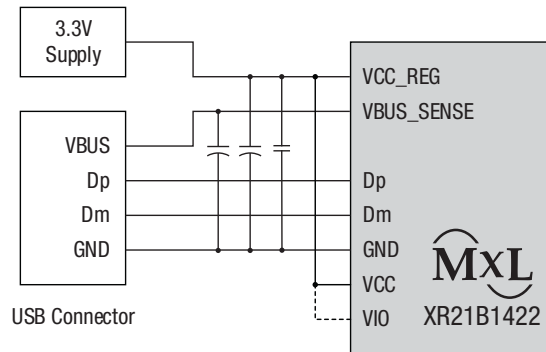 3.3V
Supply
VCC_REG
VBUS_SENSE
VBUS
Dp
Dm
GND
Dp
Dm
GND
VCC
VIO
MxL
XR21B1422
USB Connector